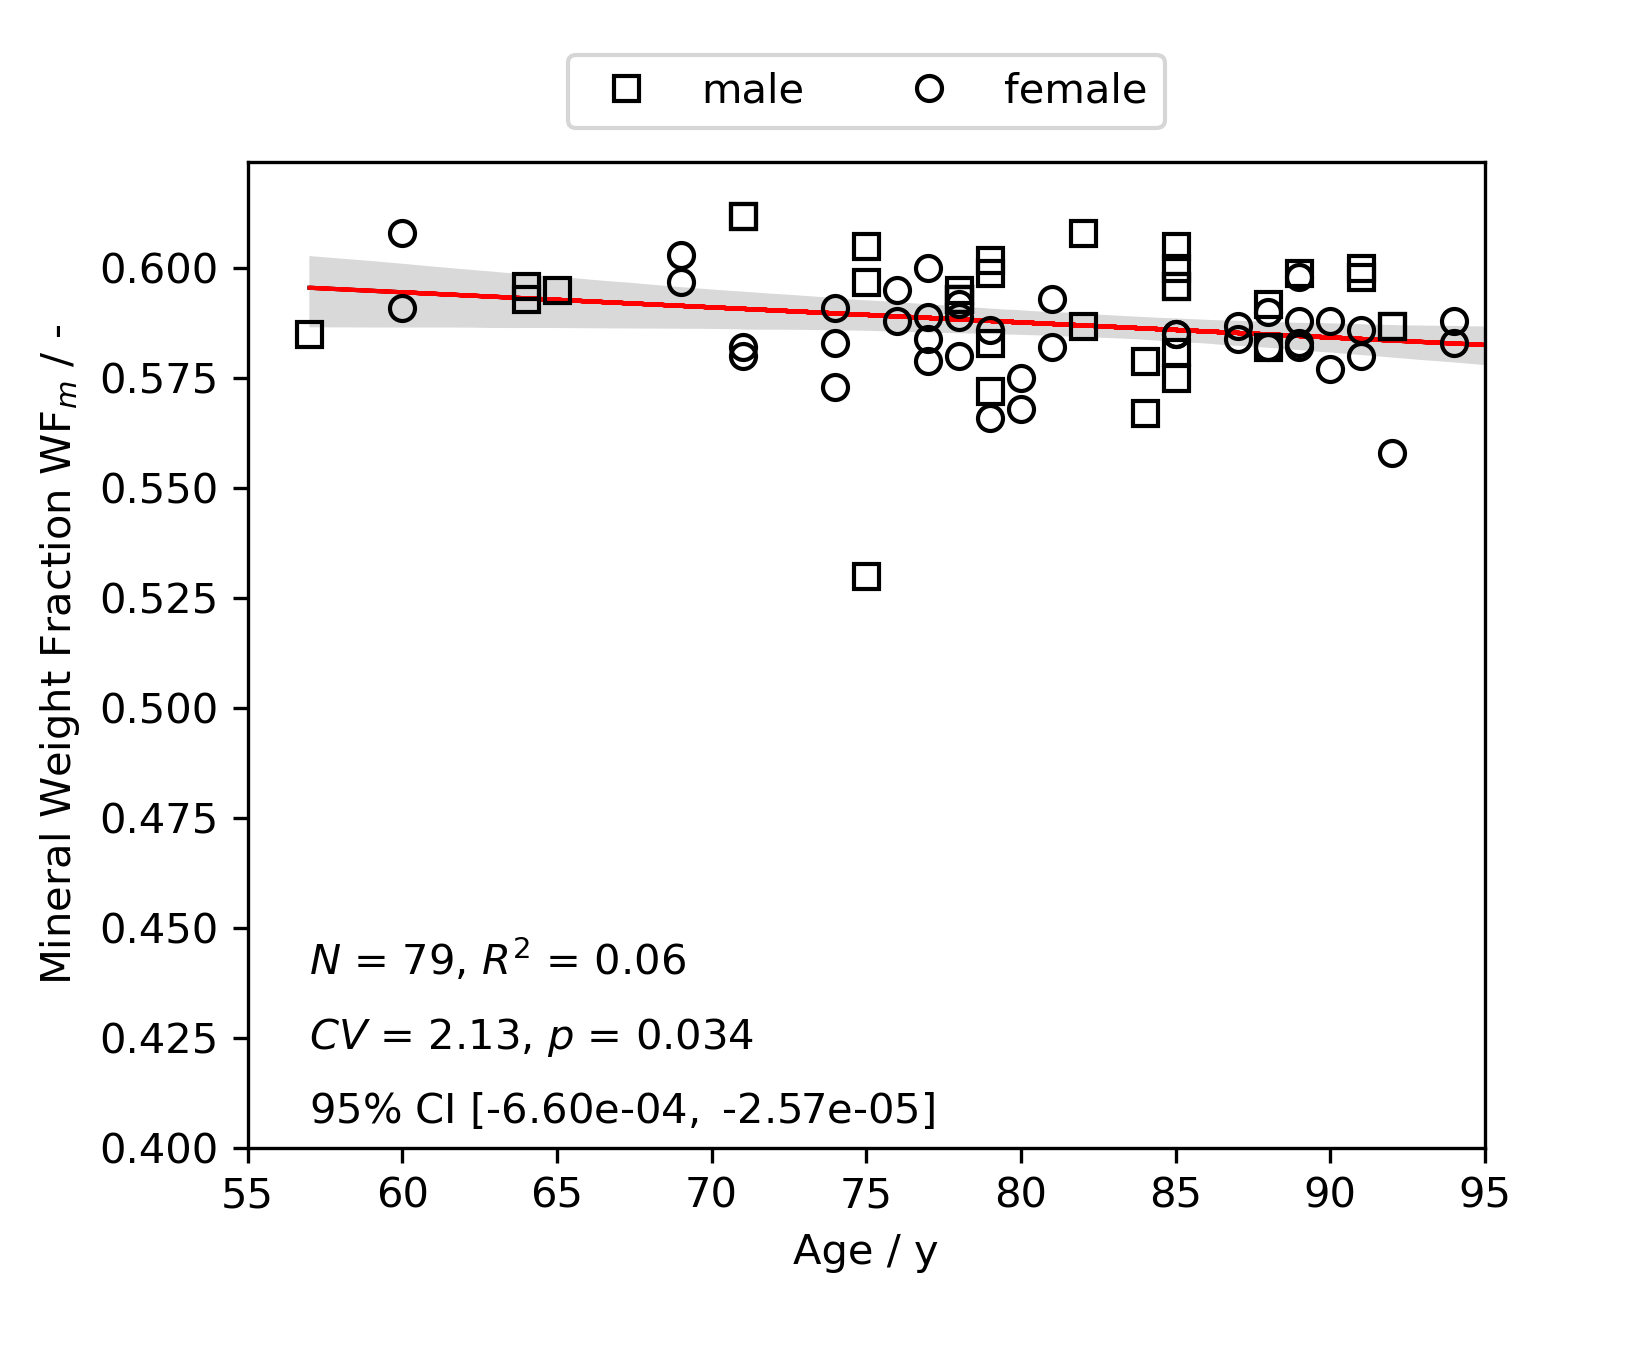 male female
Mineral Weight Fraction WFm / -
0.600
0.575
0.550
0.525
0.500
0.475
0.450
0.425
0.400
N = 79, R² = 0.06
CV = 2.13, p = 0.034
95% CI [-6.60e-04, -2.57e-05]
55 60 65 70 75 80 85 90 95
Age / y